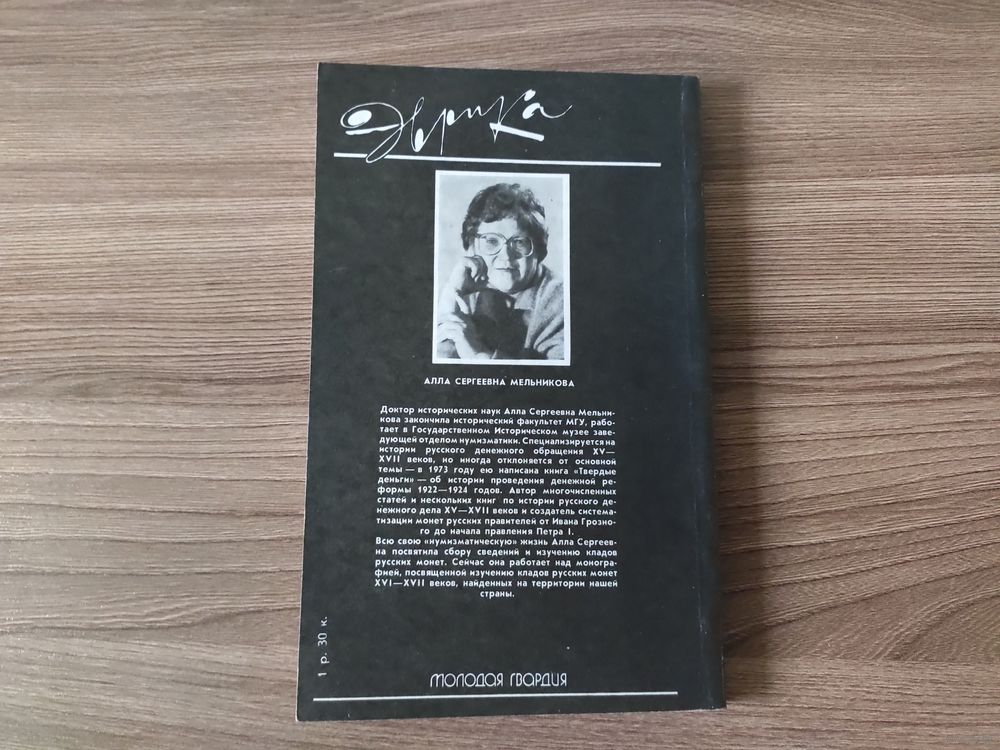 Эврика
АЛЛА СЕРГЕЕВНА МЕЛЬНИКОВА
Доктор исторических наук Алла Сергеевна Мельни-
кова закончила исторический факультет МГУ, рабо-
тает в Государственном Историческом музее заве-
дующей отделом нумизматики. Специализируется на
истории русского денежного обращения XV—
XVII веков, но иногда отклоняется от основной
темы — в 1973 году ею написана книга «Твердые
деньги» — об истории проведения денежной ре-
формы 1922—1924 годов. Автор многочисленных
статей и нескольких книг по истории русского де-
нежного дела XV—XVII веков и создатель система-
тизации монет русских правителей от Ивана Грозно-
го до начала правления Петра I.
Всю свою «нумизматическую» жизнь Алла Сергеев-
на посвятила сбору сведений и изучению кладов
русских монет. Сейчас она работает над моногра-
фией, посвященной изучению кладов русских монет
XVI—XVII веков, найденных на территории нашей
страны.
1 р. 30 к.
МОЛОДАЯ ГВАРДИЯ